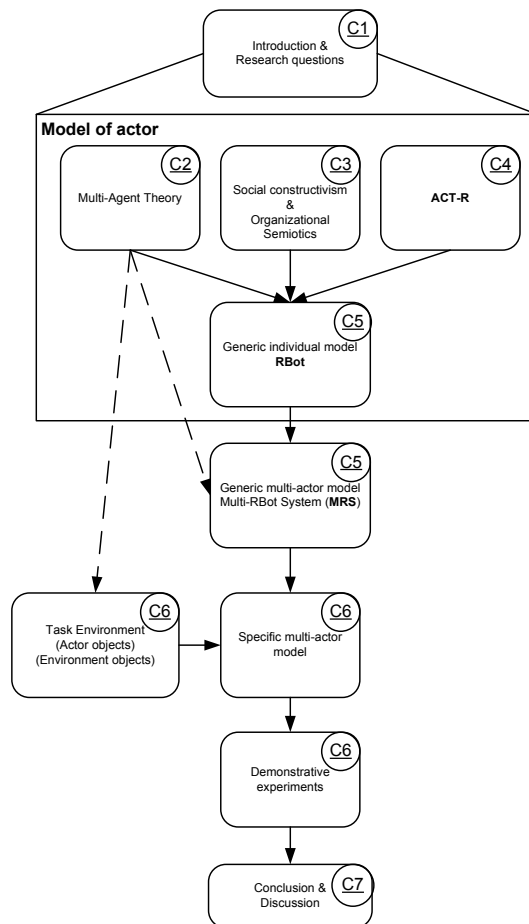 C1
Introduction &
Research questions
Model of actor
C2
Multi-Agent Theory
C3
Social constructivism
&
Organizational
Semiotics
C4
ACT-R
C5
Generic individual model
RBot
C5
Generic multi-actor model
Multi-RBot System (MRS)
C6
Task Environment
(Actor objects)
(Environment objects)
C6
Specific multi-actor
model
C6
Demonstrative
experiments
C7
Conclusion &
Discussion